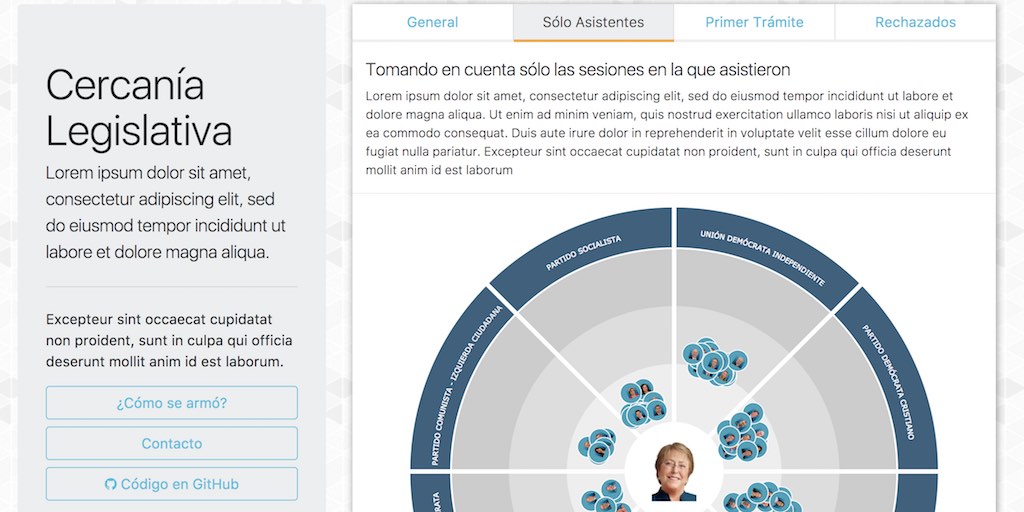 Cercanía
Legislativa
Lorem ipsum dolor sit amet,
consectetur adipiscing elit, sed
do eiusmod tempor incididunt ut
labore et dolore magna aliqua.
Excepteur sint occaecat cupidatat
non proident, sunt in culpa qui officia
deserunt mollit anim id est laborum.
¿Cómo se armó?
Contacto
Código en GitHub
General
Sólo Asistentes
Primer Trámite
Rechazados
Tomando en cuenta sólo las sesiones en la que asistieron
Lorem ipsum dolor sit amet, consectetur adipiscing elit, sed do eiusmod tempor incididunt ut labore et
dolore magna aliqua. Ut enim ad minim veniam, quis nostrud exercitation ullamco laboris nisi ut aliquip ex
ea commodo consequat. Duis aute irure dolor in reprehenderit in voluptate velit esse cillum dolore eu
fugiat nulla pariatur. Excepteur sint occaecat cupidatat non proident, sunt in culpa qui officia deserunt
mollit anim id est laborum
PARTIDO COMUNISTA - IZQUIERDA CIUDADANA
PARTIDO SOCIALISTA
UNIÓN DEMÓCRATA INDEPENDIENTE
PARTIDO DEMÓCRATA CRISTIANO